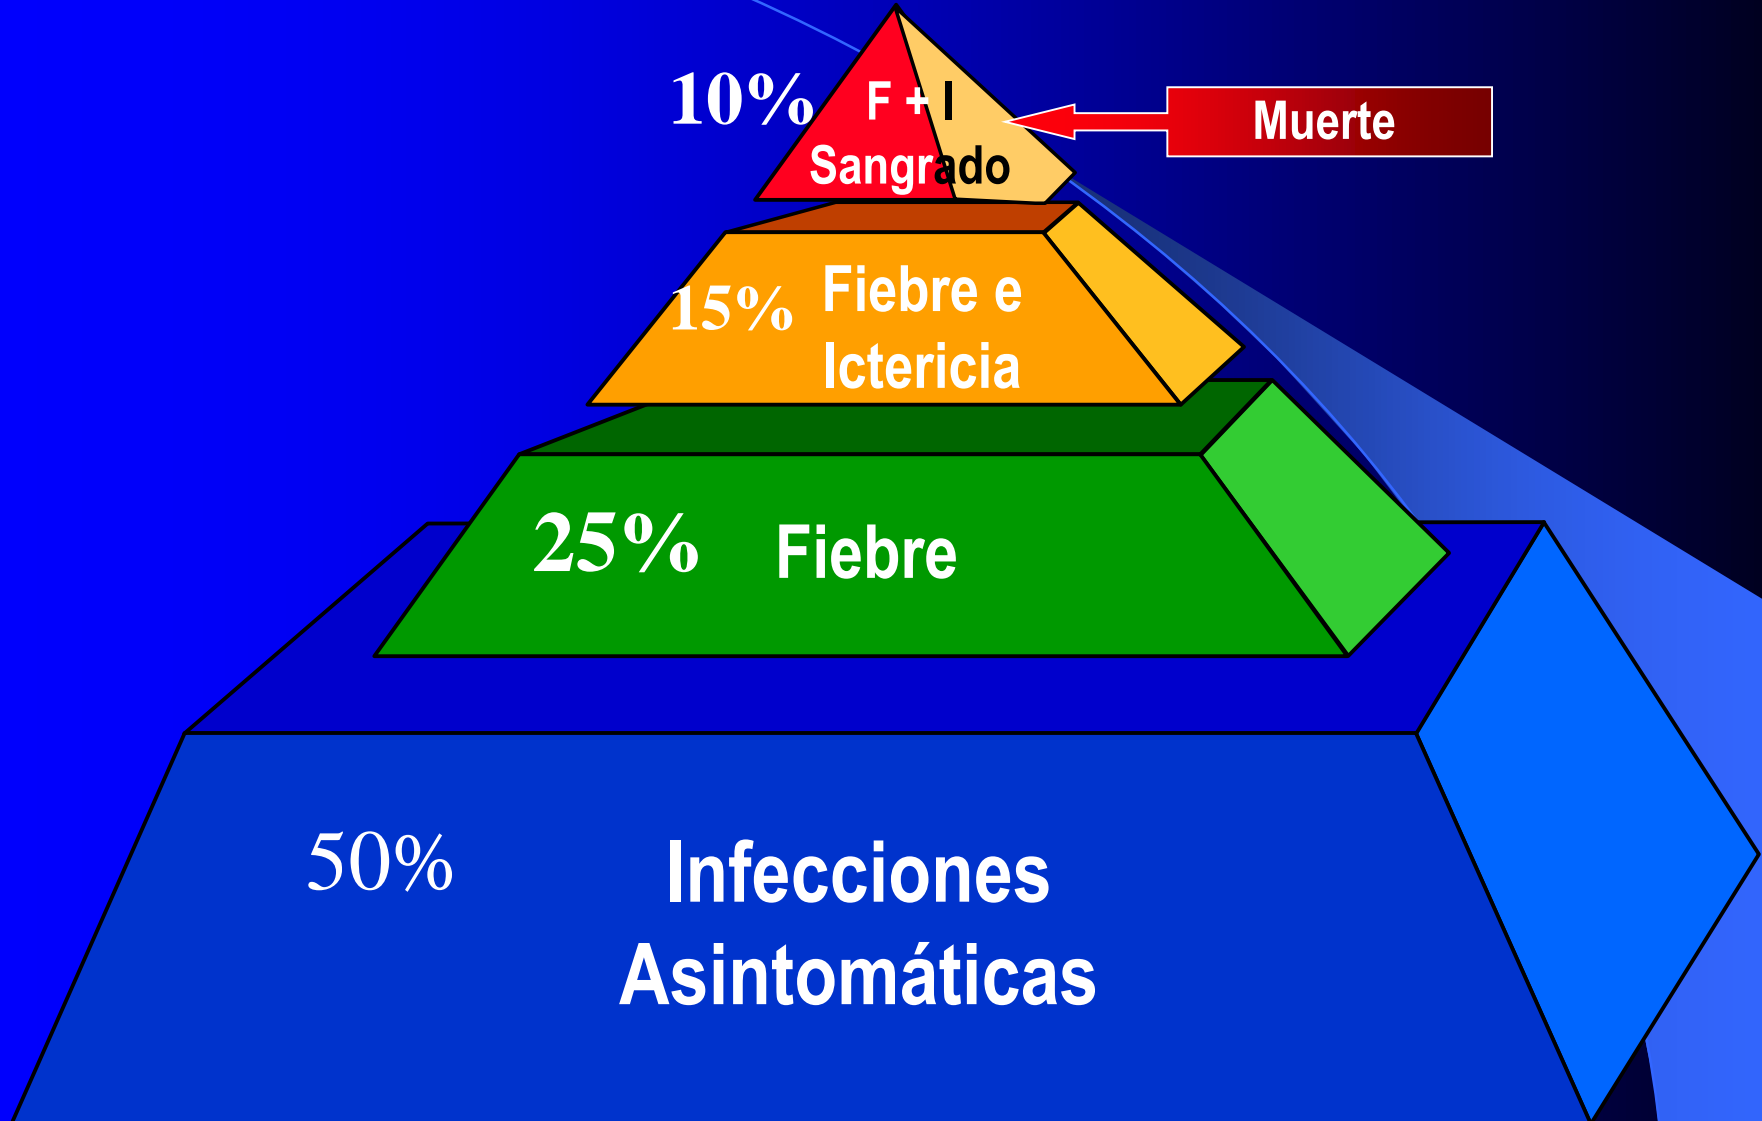 10%
F + I
Sangrado
Muerte
15%
Fiebre e
Ictericia
25%
Fiebre
50%
Infecciones
Asintomáticas